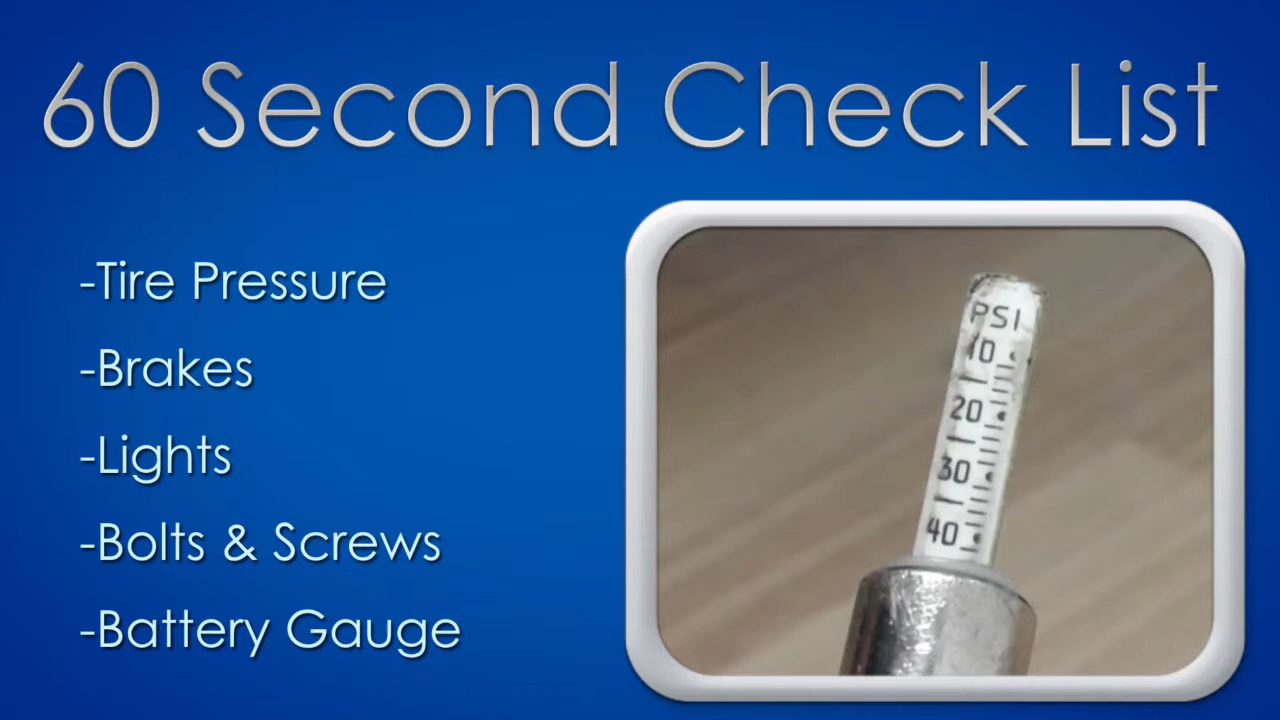 60 Second Check List
-Tire Pressure
-Brakes
-Lights
-Bolts & Screws
-Battery Gauge
PSI
10
20
30
40